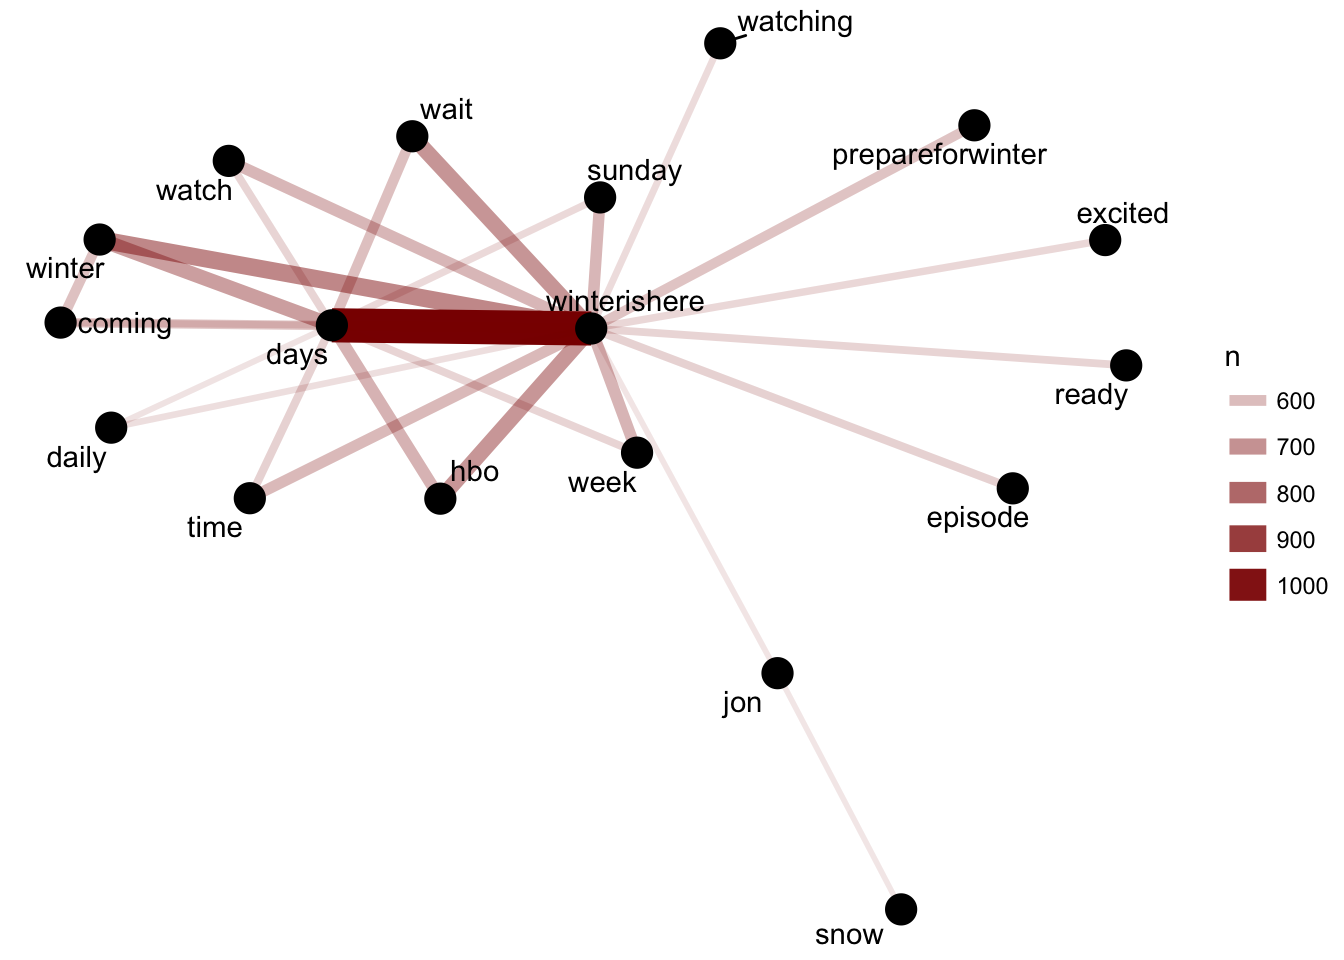 watching
wait
prepareforwinter
sunday
watch
excited
winter
winterishere
coming
days
n
ready
600
700
daily
hbo
week
800
time
episode
900
1000
jon
snow